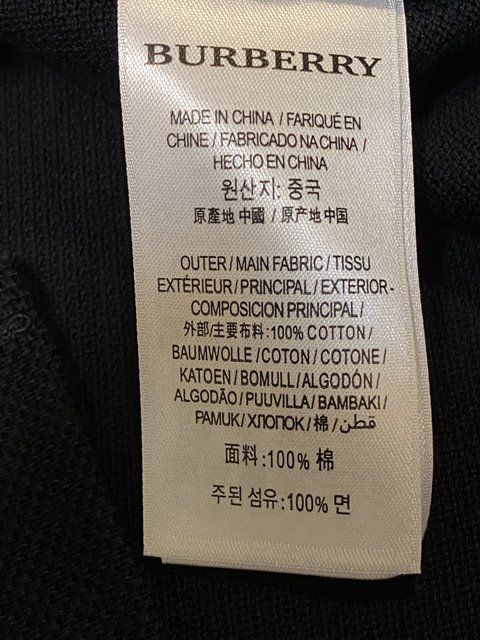 BURBERRY
MADE IN CHINA / FARIQUÉ EN
CHINE / FABRICADO NA CHINA /
HECHO EN CHINA
원산지: 중국
原產地 中國 / 原产地 中国
OUTER / MAIN FABRIC / TISSU
EXTÉRIEUR / PRINCIPAL / EXTERIOR-
COMPOSICION PRINCIPAL /
外部/主要布料:100% COTTON /
BAUMWOLLE / COTON / COTONE /
KATOEN / BOMULL / ALGODÓN /
ALGODÃO / PUUVILLA / BAMBAKI /
PAMUK / ХЛОПОК / 棉 / قطن
面料:100% 棉
주된 섬유:100% 면